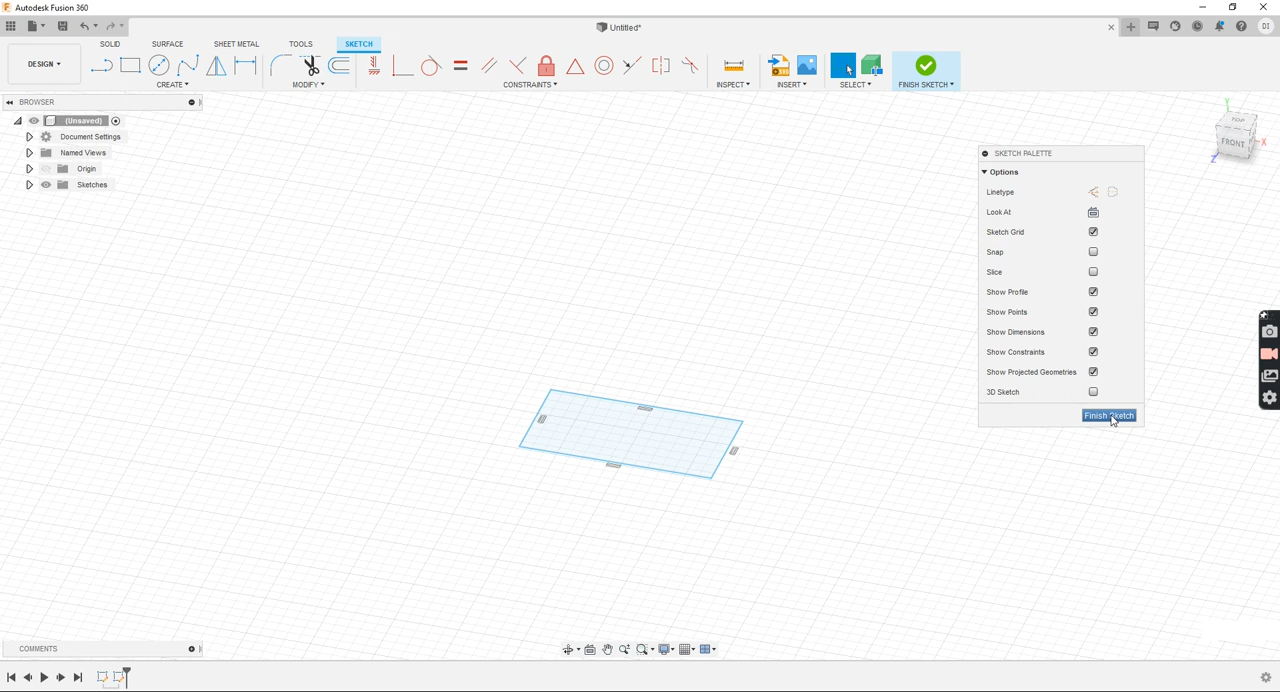 Autodesk Fusion 360
Untitled*
DI
SOLID SURFACE SHEET METAL TOOLS SKETCH
DESIGN ▾
CREATE ▾ MODIFY ▾ CONSTRAINTS ▾ INSPECT ▾ INSERT ▾ SELECT ▾ FINISH SKETCH ▾
BROWSER
(Unsaved)
Document Settings
Named Views
Origin
Sketches
Y
TOP
FRONT
X
Z
SKETCH PALETTE
Options
Linetype
Look At
Sketch Grid
Snap
Slice
Show Profile
Show Points
Show Dimensions
Show Constraints
Show Projected Geometries
3D Sketch
Finish Sketch
COMMENTS